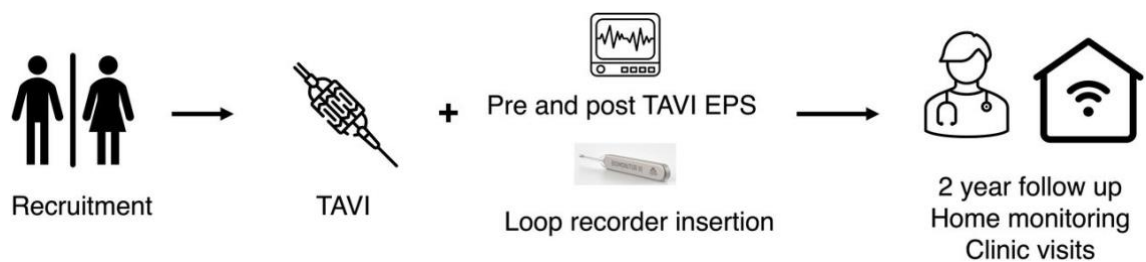 Recruitment
TAVI
+
Pre and post TAVI EPS
Loop recorder insertion
2 year follow up
Home monitoring
Clinic visits